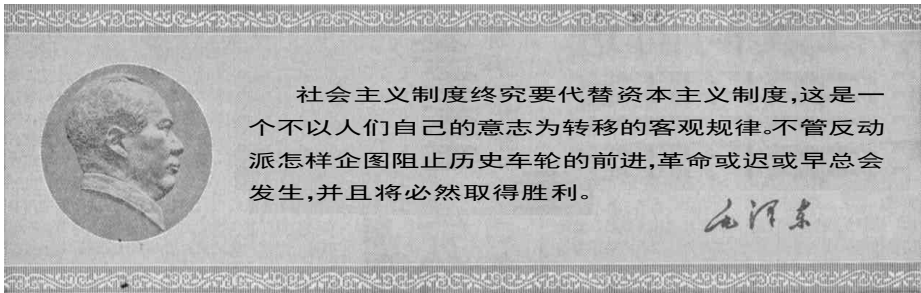 社会主义制度终究要代替资本主义制度,这是一
个不以人们自己的意志为转移的客观规律。不管反动
派怎样企图阻止历史车轮的前进,革命或迟或早总会
发生,并且将必然取得胜利。
毛泽东